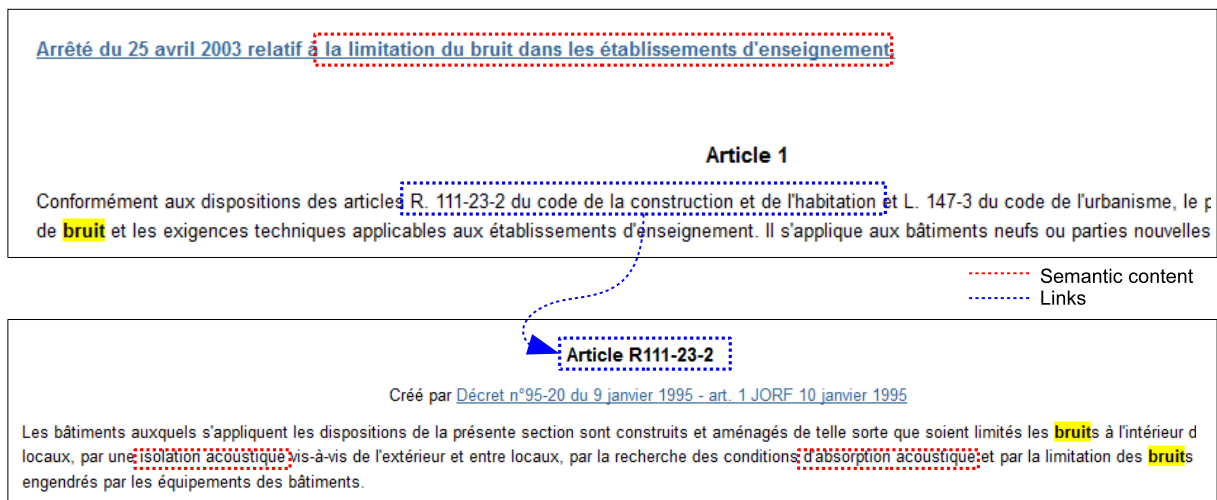 Arrêté du 25 avril 2003 relatif à la limitation du bruit dans les établissements d'enseignement
Article 1
Conformément aux dispositions des articles R. 111-23-2 du code de la construction et de l'habitation et L. 147-3 du code de l'urbanisme, le
de bruit et les exigences techniques applicables aux établissements d'enseignement. Il s'applique aux bâtiments neufs ou parties nouvelles
Semantic content
Links
Article R111-23-2
Créé par Décret n°95-20 du 9 janvier 1995 - art. 1 JORF 10 janvier 1995
Les bâtiments auxquels s'appliquent les dispositions de la présente section sont construits et aménagés de telle sorte que soient limités les bruits à l'intérieur d
locaux, par une isolation acoustique vis-à-vis de l'extérieur et entre locaux, par la recherche des conditions d'absorption acoustique et par la limitation des bruits
engendrés par les équipements des bâtiments.